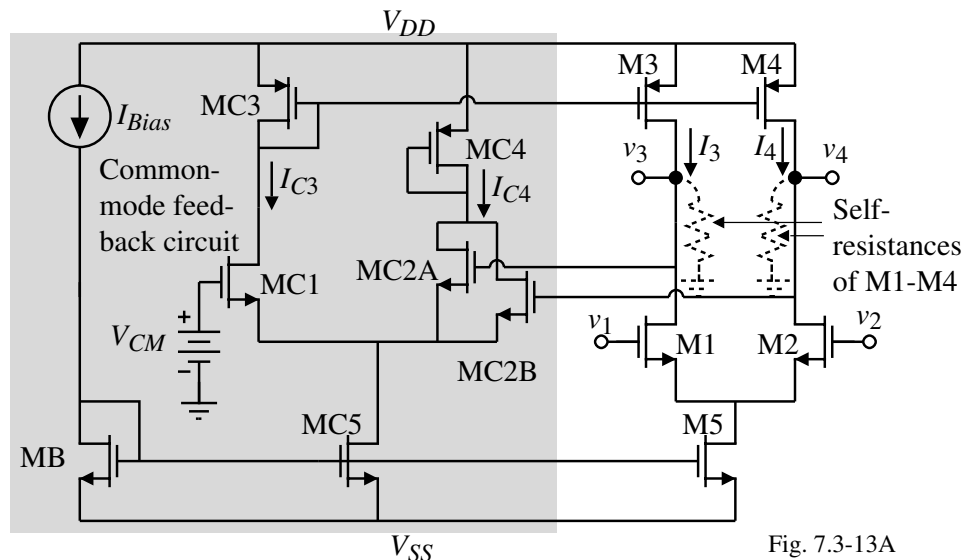 V_DD
M3
M4
MC3
I_Bias
MC4
v_3
I_3
I_4
v_4
Common-
mode feed-
back circuit
I_C3
I_C4
Self-
resistances
of M1-M4
MC2A
MC1
V_CM
+
−
v_1
v_2
M1
M2
MC2B
MB
MC5
M5
V_SS
Fig. 7.3-13A